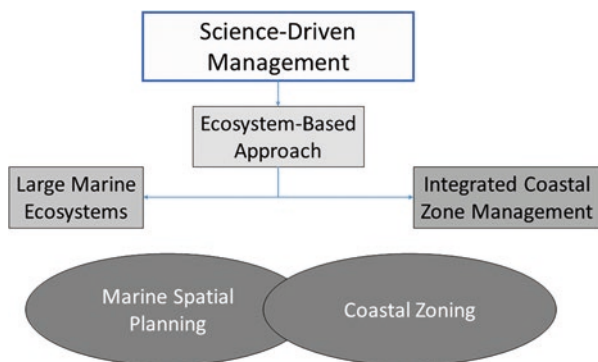 Science-Driven
Management
Ecosystem-Based
Approach
Large Marine
Ecosystems
Integrated Coastal
Zone Management
Marine Spatial
Planning
Coastal Zoning